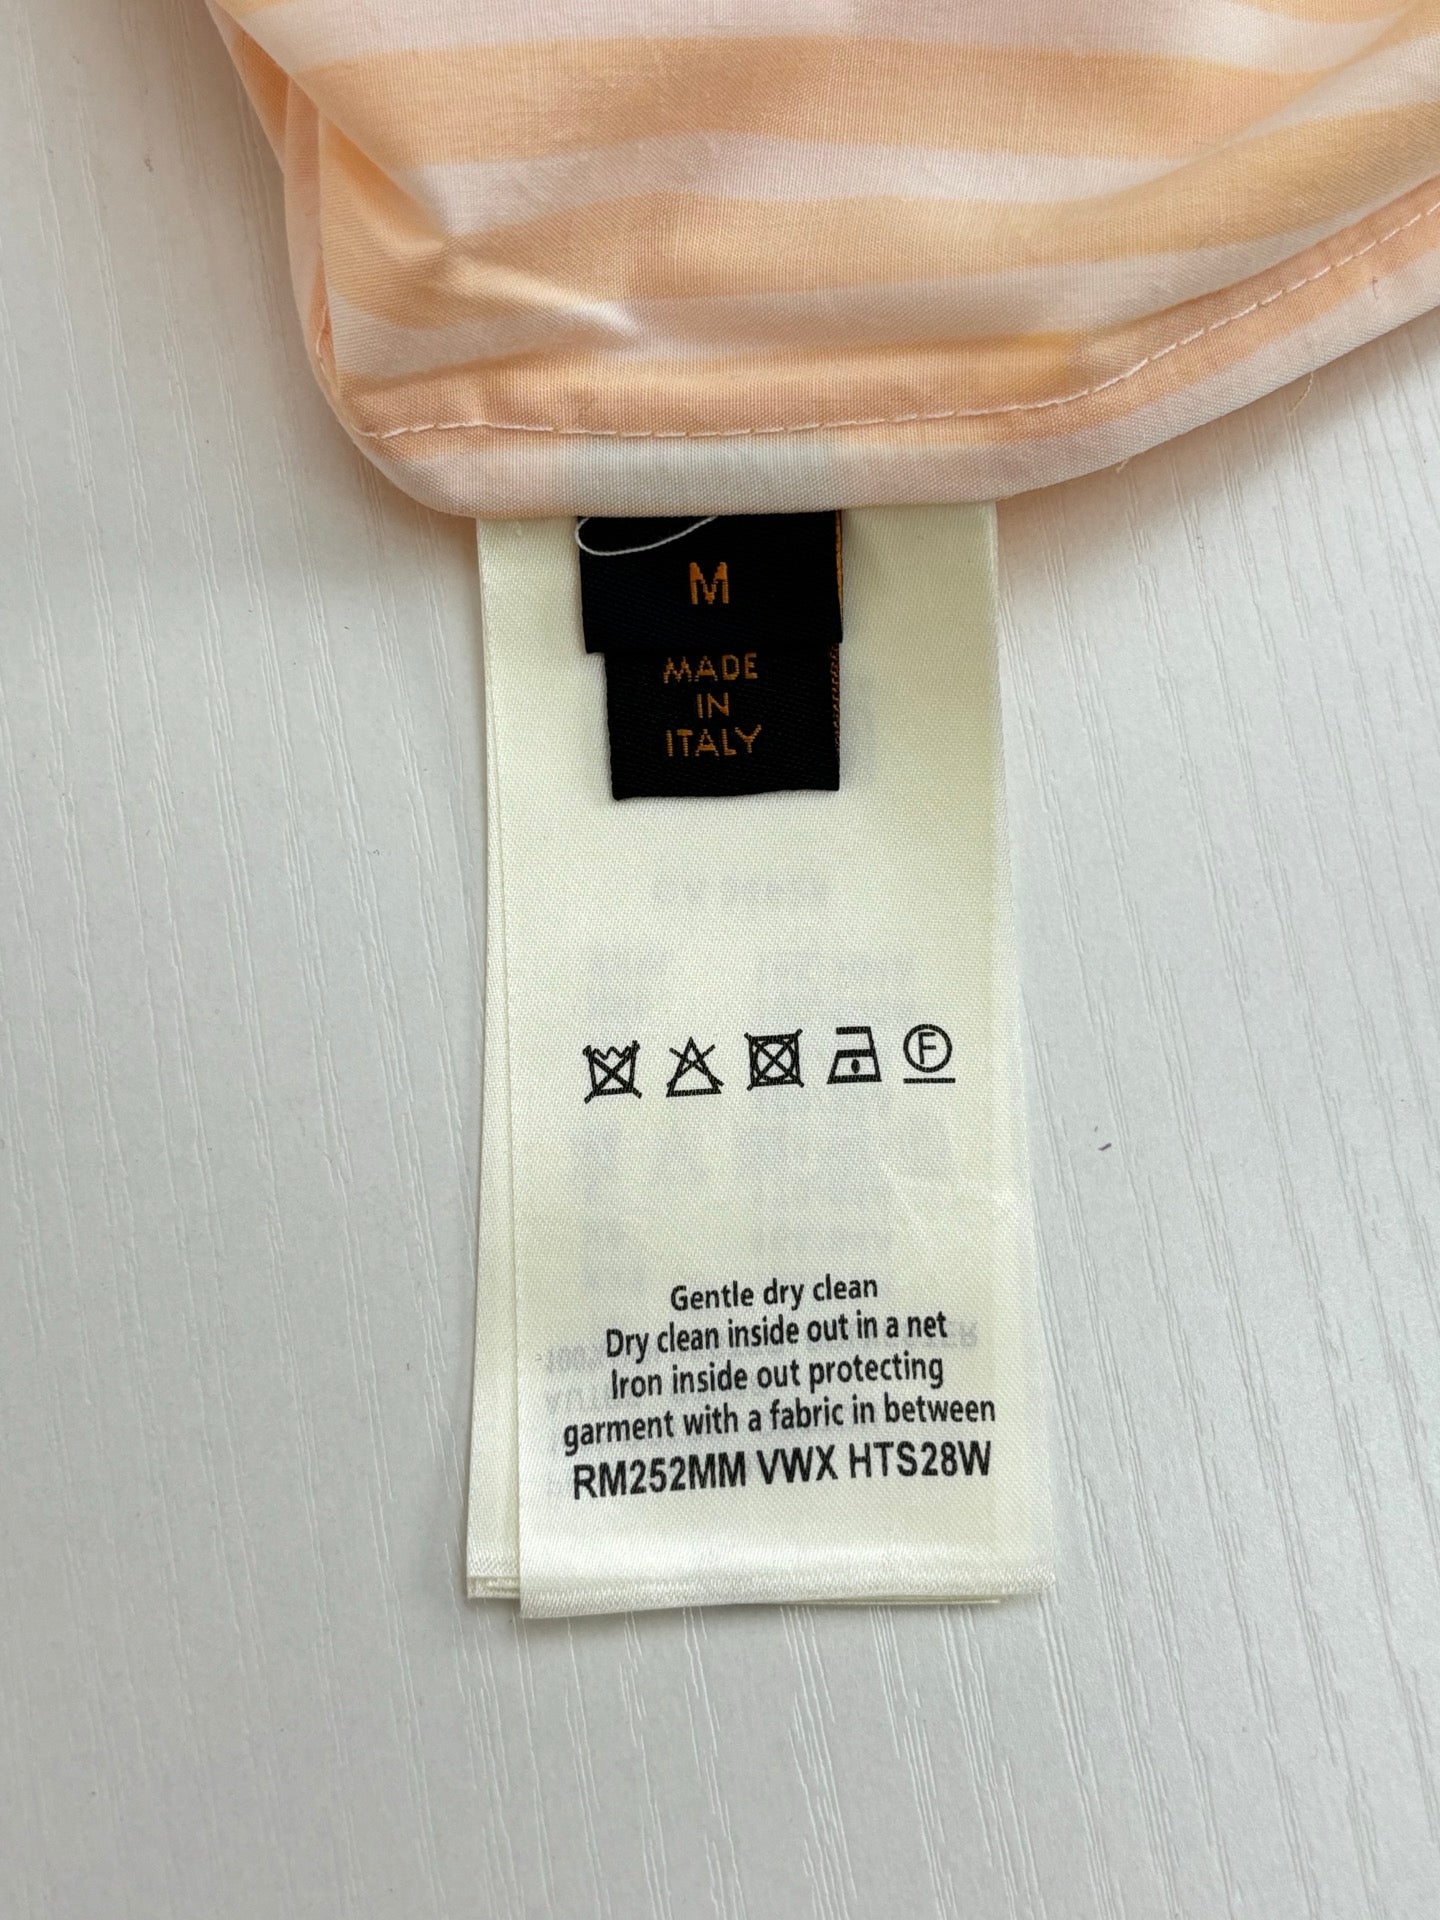 M
MADE
IN
ITALY
F
Gentle dry clean
Dry clean inside out in a net
Iron inside out protecting
garment with a fabric in between
RM252MM VWX HTS28W